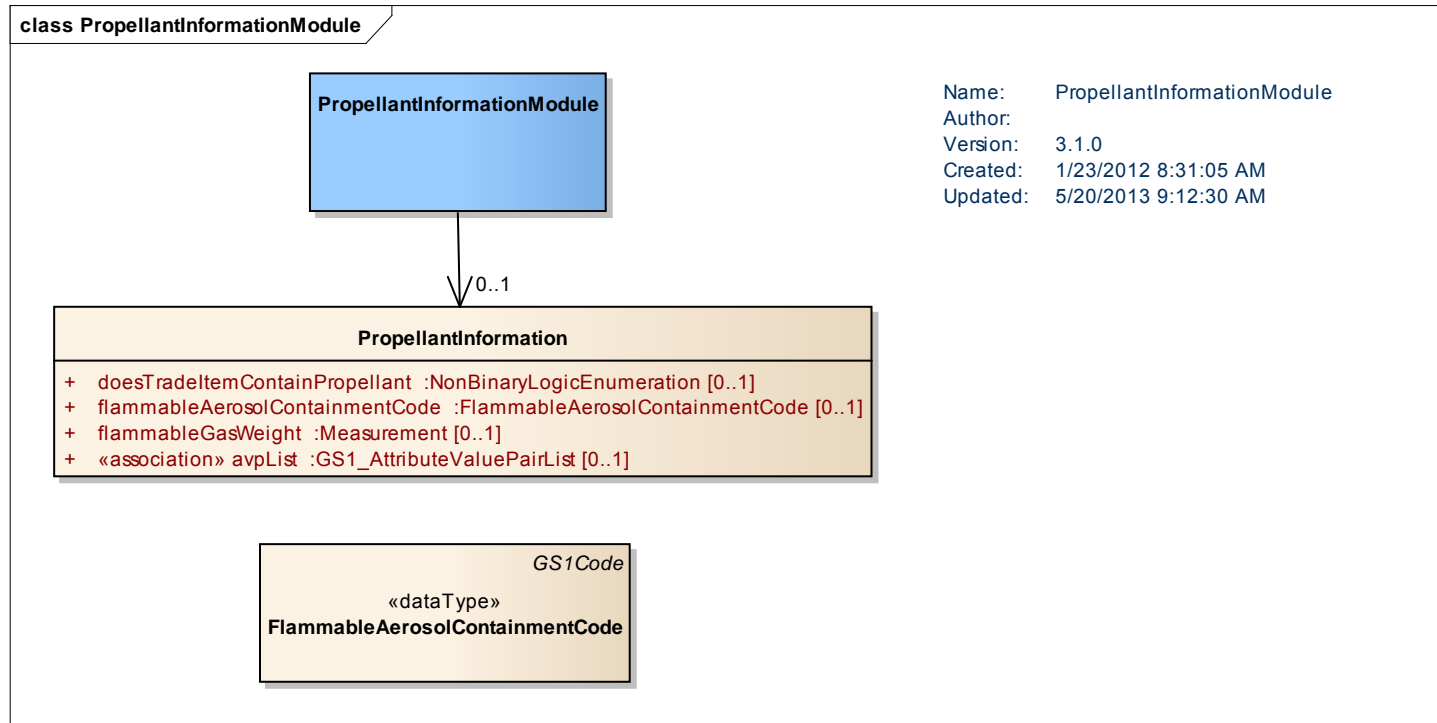 class PropellantInformationModule
PropellantInformationModule
Name: PropellantInformationModule
Author:
Version: 3.1.0
Created: 1/23/2012 8:31:05 AM
Updated: 5/20/2013 9:12:30 AM
0..1
PropellantInformation
+ doesTradeItemContainPropellant :NonBinaryLogicEnumeration [0..1]
+ flammableAerosolContainmentCode :FlammableAerosolContainmentCode [0..1]
+ flammableGasWeight :Measurement [0..1]
+ «association» avpList :GS1_AttributeValuePairList [0..1]
GS1Code
«dataType»
FlammableAerosolContainmentCode